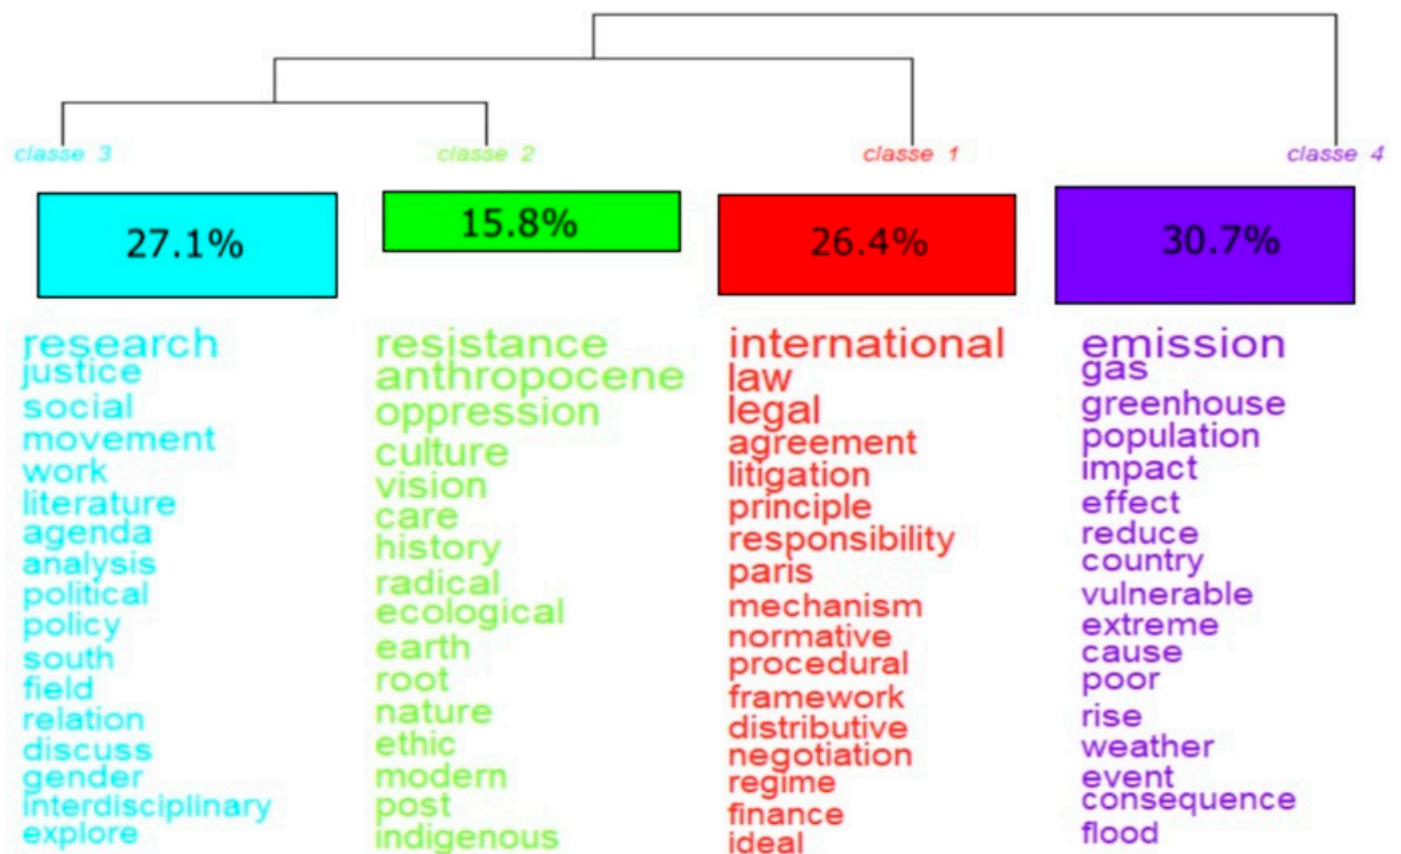 classe 3
classe 2
classe 1
classe 4
27.1%
15.8%
26.4%
30.7%
research
justice
social
movement
work
literature
agenda
analysis
political
policy
south
field
relation
discuss
gender
interdisciplinary
explore
resistance
anthropocene
oppression
culture
vision
care
history
radical
ecological
earth
root
nature
ethic
modern
post
indigenous
international
law
legal
agreement
litigation
principle
responsibility
paris
mechanism
normative
procedural
framework
distributive
negotiation
regime
finance
ideal
emission
gas
greenhouse
population
impact
effect
reduce
country
vulnerable
extreme
cause
poor
rise
weather
event
consequence
flood